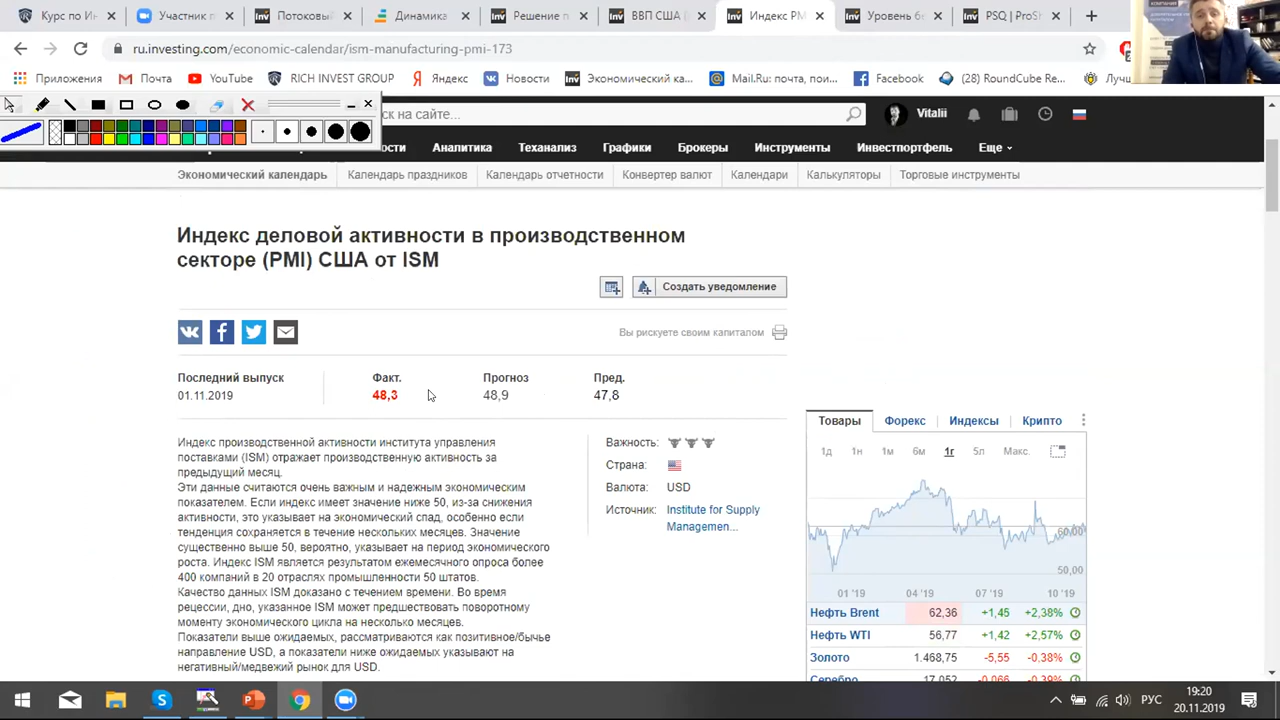 Курс по Ин
Участник п
Потоковый
Динамика
Решение п
ВВП США
Индекс PM
Уровень
PSQ | ProSh
ru.investing.com/economic-calendar/ism-manufacturing-pmi-173
Приложения
Почта
YouTube
RICH INVEST GROUP
Яндекс
Новости
Экономический ка...
Mail.Ru: почта, пои...
Facebook
(28) RoundCube Re...
Лучш
ск на сайте...
Vitalii
ости
Аналитика
Теханализ
Графики
Брокеры
Инструменты
Инвестпортфель
Еще
Экономический календарь
Календарь праздников
Календарь отчетности
Конвертер валют
Календари
Калькуляторы
Торговые инструменты
Индекс деловой активности в производственном
секторе (PMI) США от ISM
Создать уведомление
Вы рискуете своим капиталом
Последний выпуск
01.11.2019
Факт.
48,3
Прогноз
48,9
Пред.
47,8
Индекс производственной активности института управления
поставками (ISM) отражает производственную активность за
предыдущий месяц.
Эти данные считаются очень важным и надежным экономическим
показателем. Если индекс имеет значение ниже 50, из-за снижения
активности, это указывает на экономический спад, особенно если
тенденция сохраняется в течение нескольких месяцев. Значение
существенно выше 50, вероятно, указывает на период экономического
роста. Индекс ISM является результатом ежемесячного опроса более
400 компаний в 20 отраслях промышленности 50 штатов.
Качество данных ISM доказано с течением времени. Во время
рецессии, дно, указанное ISM может предшествовать поворотному
моменту экономического цикла на несколько месяцев.
Показатели выше ожидаемых, рассматриваются как позитивное/бычье
направление USD, а показатели ниже ожидаемых указывают на
негативный/медвежий рынок для USD.
Важность:
Страна:
Валюта: USD
Источник: Institute for Supply
Managemen...
Товары
Форекс
Индексы
Крипто
1д
1н
1м
6м
1г
5л
Макс.
60,00
50,00
01 '19
04 '19
07 '19
10 '19
Нефть Brent 62,36 +1,45 +2,38%
Нефть WTI 56,77 +1,42 +2,57%
Золото 1.468,75 -5,55 -0,38%
Серебро 17,052 -0,066 -0,39%
РУС
19:20
20.11.2019